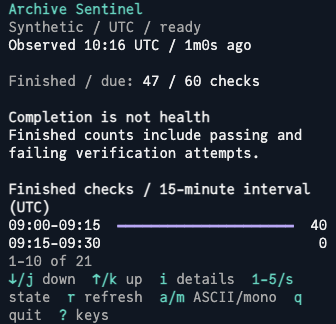 Archive Sentinel
Synthetic / UTC / ready
Observed 10:16 UTC / 1m0s ago
Finished / due: 47 / 60 checks
Completion is not health
Finished counts include passing and
failing verification attempts.
Finished checks / 15-minute interval
(UTC)
09:00-09:15 40
09:15-09:30 0
1-10 of 21
↓/j down ↑/k up i details 1-5/s
state r refresh a/m ASCII/mono q
quit ? keys